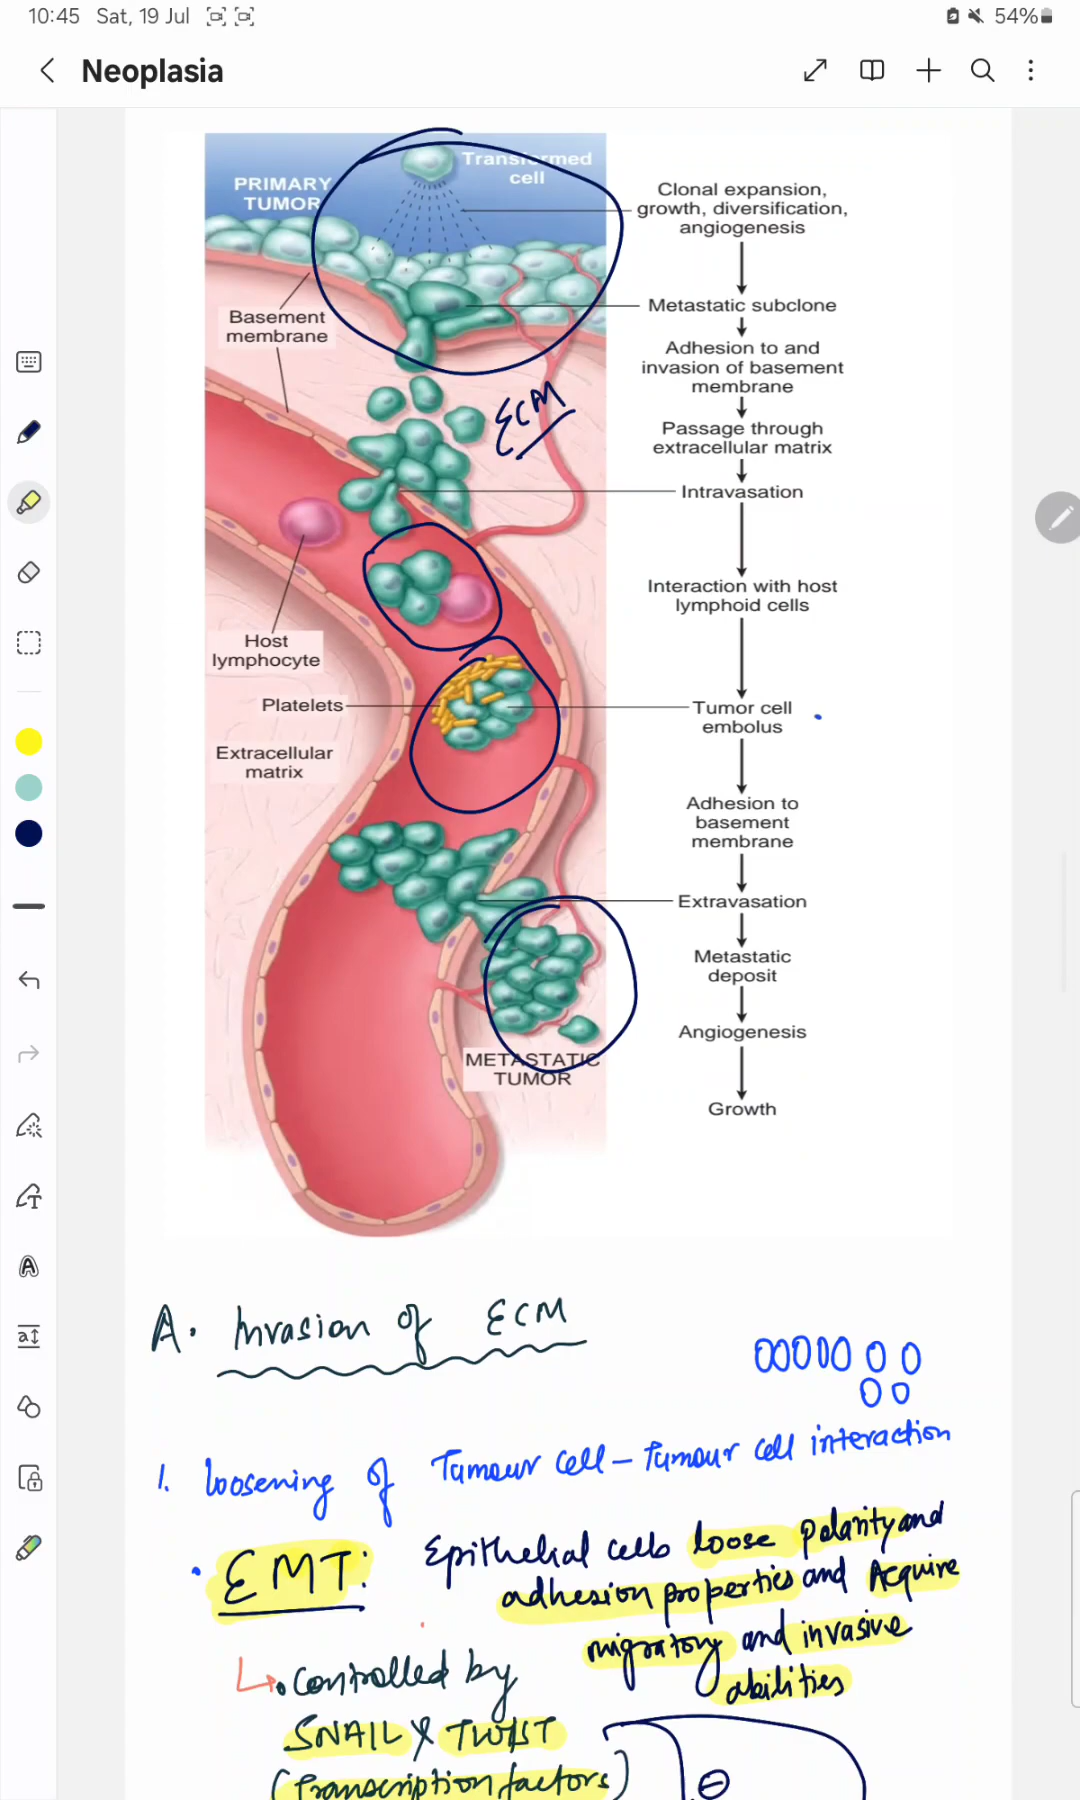 10:45 Sat, 19 Jul
54%
Neoplasia
Transformed
cell
PRIMARY
TUMOR
Clonal expansion,
growth, diversification,
angiogenesis
Metastatic subclone
Basement
membrane
Adhesion to and
invasion of basement
membrane
ECM
Passage through
extracellular matrix
Intravasation
Interaction with host
lymphoid cells
Host
lymphocyte
Platelets
Tumor cell
embolus
Extracellular
matrix
Adhesion to
basement
membrane
Extravasation
Metastatic
deposit
Angiogenesis
METASTATIC
TUMOR
Growth
A. Invasion of ECM
1. Loosening of Tumour cell - Tumour cell interaction
• EMT: Epithelial cells loose polarity and
adhesion properties and Acquire
migratory and invasive
abilities
• Controlled by
SNAIL & TWIST
(Transcription factors)